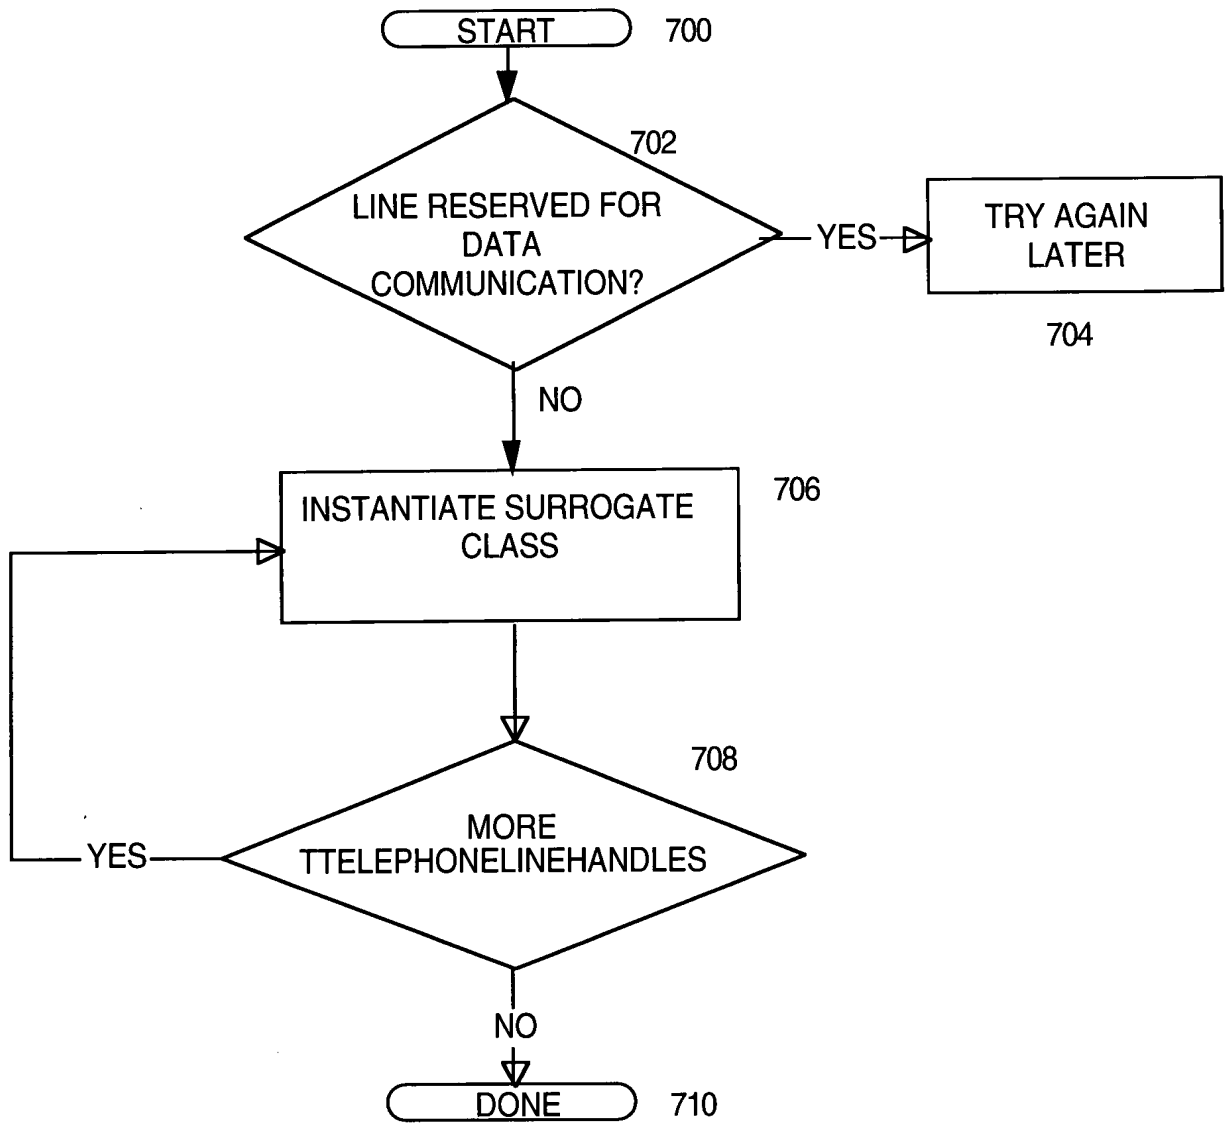 START
700
702
LINE RESERVED FOR
DATA
COMMUNICATION?
YES
TRY AGAIN
LATER
704
NO
706
INSTANTIATE SURROGATE
CLASS
708
MORE
TTELEPHONELINEHANDLES
YES
NO
DONE
710